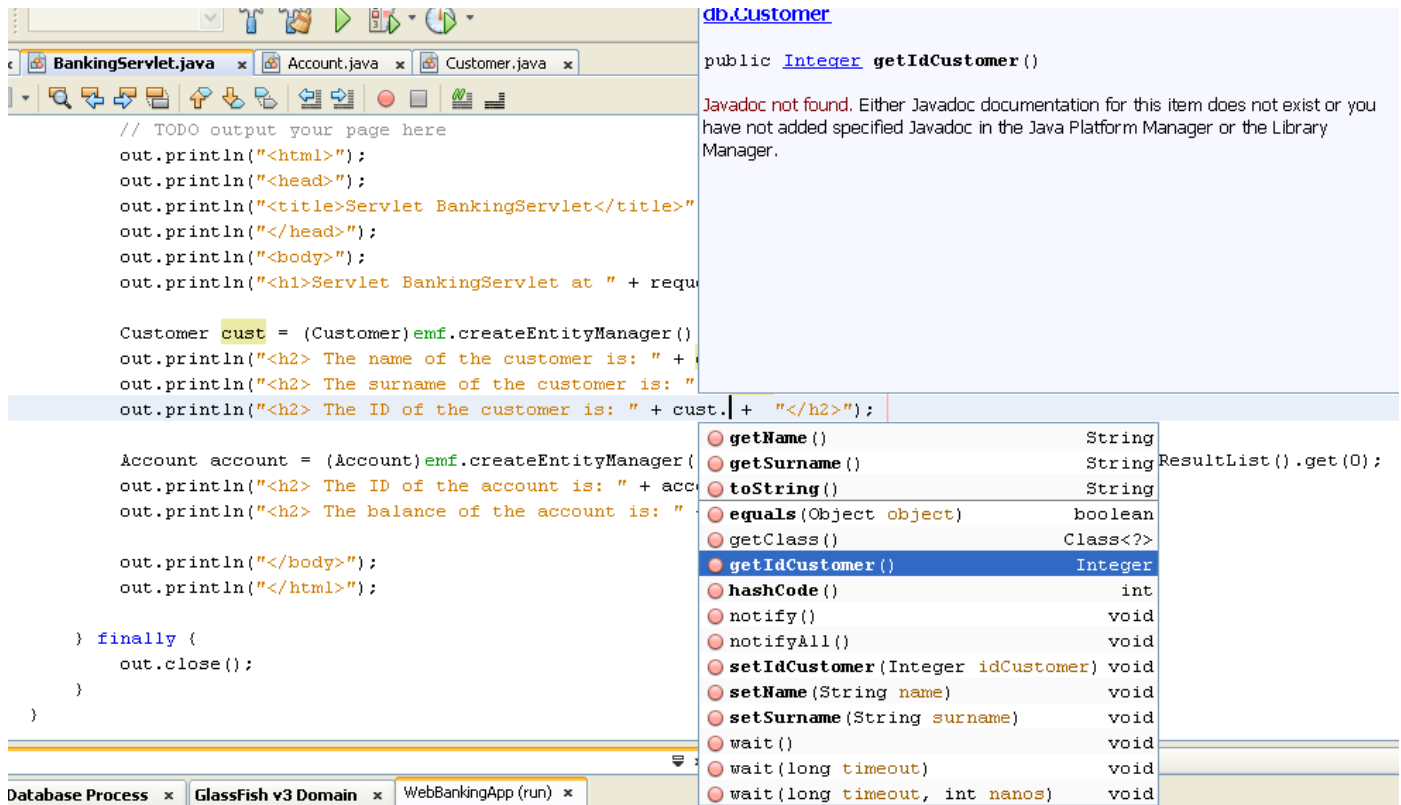 db.Customer
public Integer getIdCustomer()
Javadoc not found. Either Javadoc documentation for this item does not exist or you
have not added specified Javadoc in the Java Platform Manager or the Library
Manager.
BankingServlet.java x Account.java x Customer.java x
// TODO output your page here
out.println("<html>");
out.println("<head>");
out.println("<title>Servlet BankingServlet</title>"
out.println("</head>");
out.println("<body>");
out.println("<h1>Servlet BankingServlet at " + requ
Customer cust = (Customer)emf.createEntityManager()
out.println("<h2> The name of the customer is: " +
out.println("<h2> The surname of the customer is: "
out.println("<h2> The ID of the customer is: " + cust. + "</h2>");
Account account = (Account)emf.createEntityManager( ResultList().get(0);
out.println("<h2> The ID of the account is: " + acc
out.println("<h2> The balance of the account is: "
out.println("</body>");
out.println("</html>");
} finally {
out.close();
}
}
getName() String
getSurname() String
toString() String
equals(Object object) boolean
getClass() Class<?>
getIdCustomer() Integer
hashCode() int
notify() void
notifyAll() void
setIdCustomer(Integer idCustomer) void
setName(String name) void
setSurname(String surname) void
wait() void
wait(long timeout) void
wait(long timeout, int nanos) void
Database Process x GlassFish v3 Domain x WebBankingApp (run) x